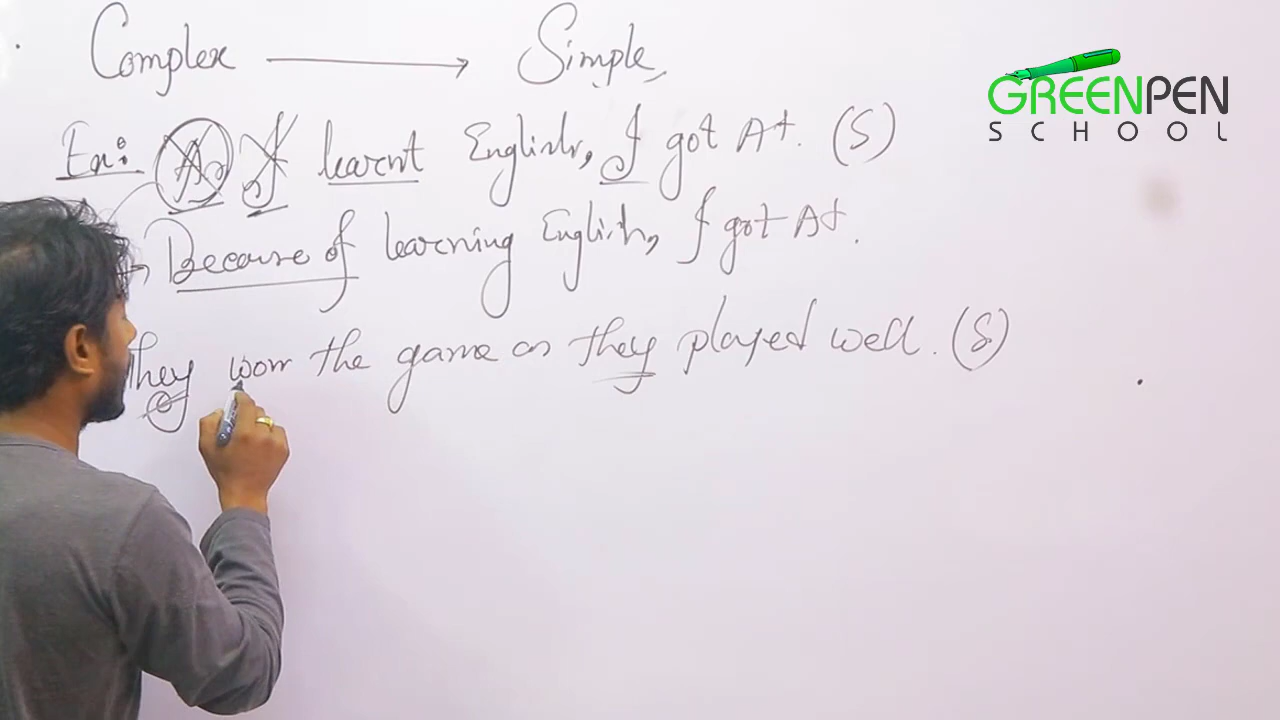 Complex → Simple,
GREENPEN
SCHOOL
Ex: As I learnt English, I got A+. (S)
→ Because of learning English, I got A+.
They won the game as they played well. (S)